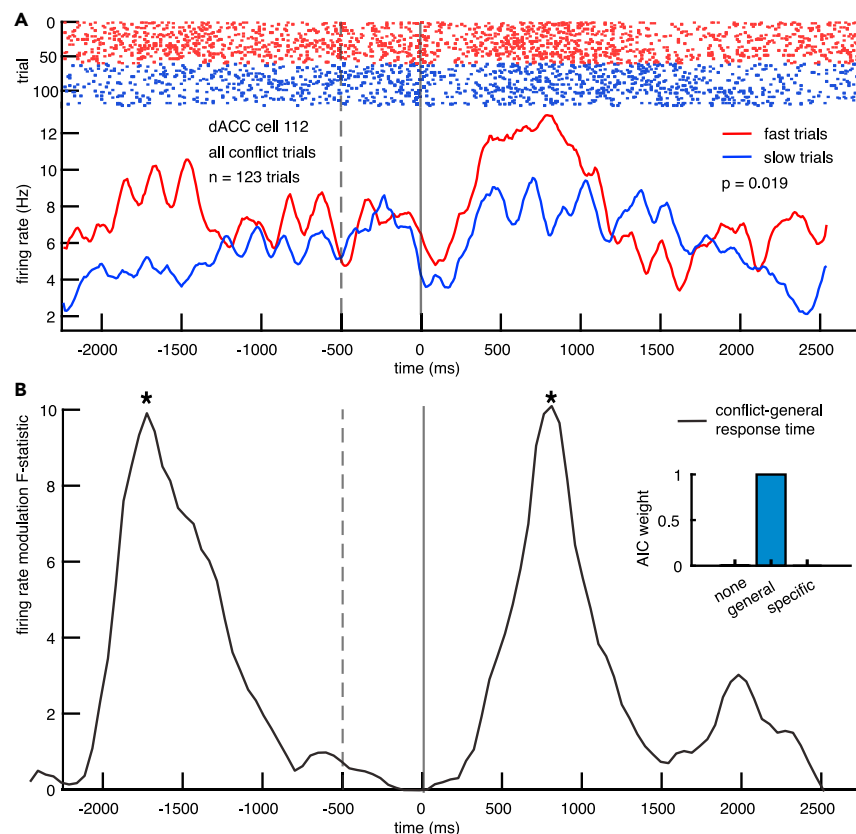 A
0
50
100
trial
dACC cell 112
all conflict trials
n = 123 trials
fast trials
slow trials
p = 0.019
12
10
8
6
4
2
firing rate (Hz)
-2000 -1500 -1000 -500 0 500 1000 1500 2000 2500
time (ms)
B
* *
conflict-general
response time
10
8
6
4
2
0
firing rate modulation F-statistic
1
0.5
0
AIC weight
none general specific
-2000 -1500 -1000 -500 0 500 1000 1500 2000 2500
time (ms)